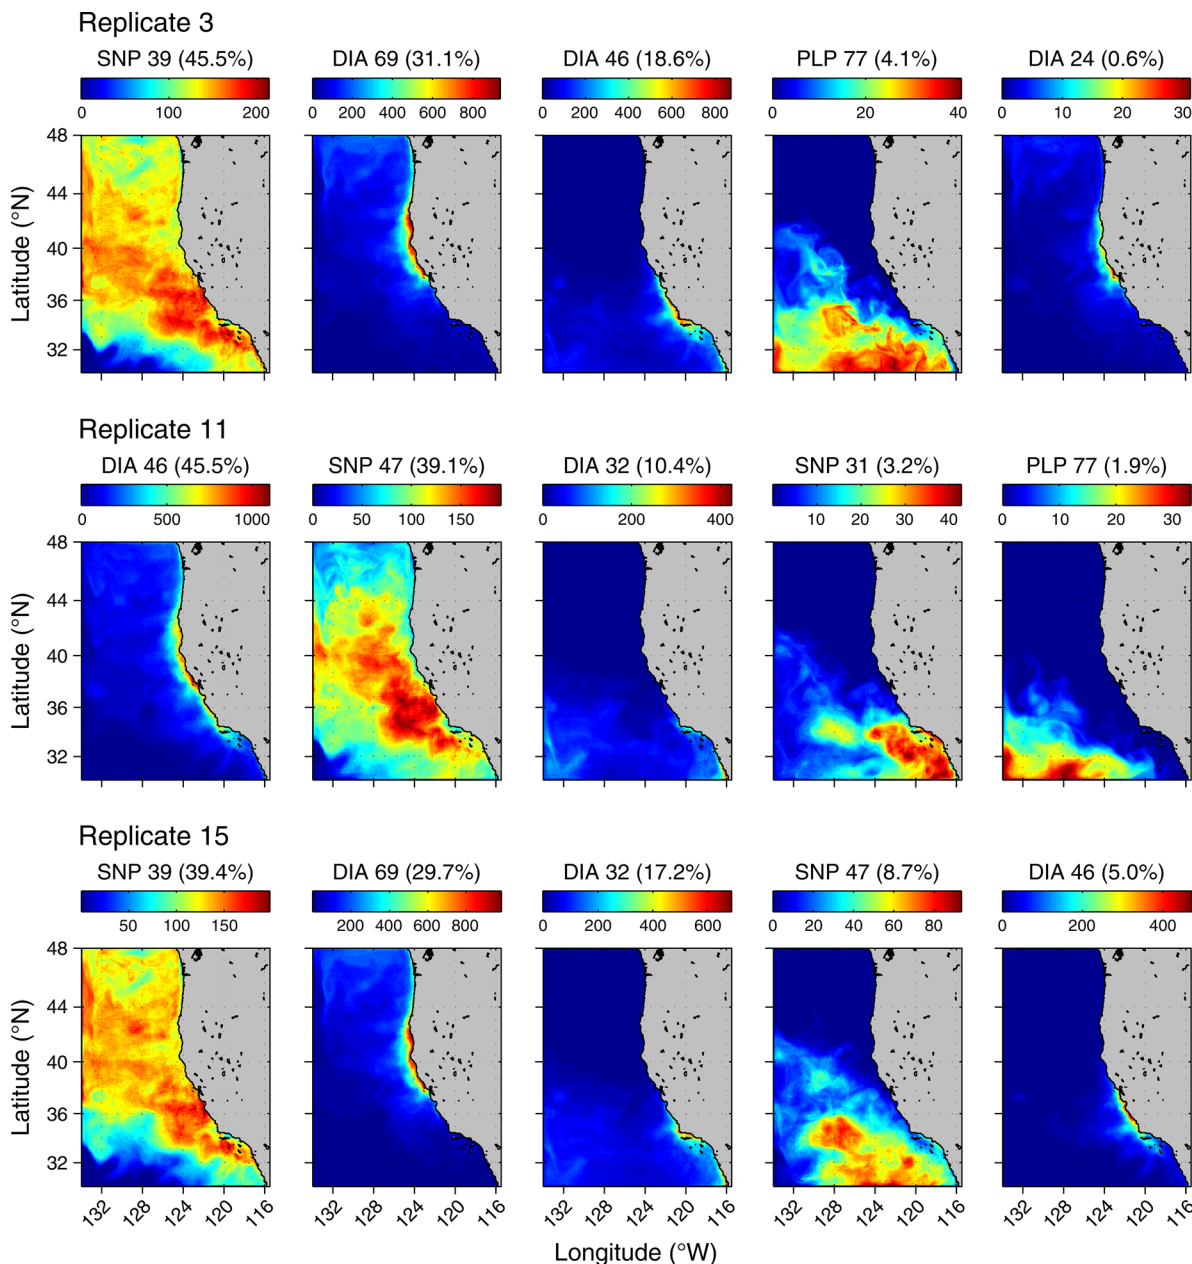 Replicate 3
SNP 39 (45.5%) DIA 69 (31.1%) DIA 46 (18.6%) PLP 77 (4.1%) DIA 24 (0.6%)
0 100 200 0 200 400 600 800 0 200 400 600 800 0 20 40 0 10 20 30
48
44
40
36
32
Latitude (°N)
Replicate 11
DIA 46 (45.5%) SNP 47 (39.1%) DIA 32 (10.4%) SNP 31 (3.2%) PLP 77 (1.9%)
0 500 1000 0 50 100 150 0 200 400 10 20 30 40 0 10 20 30
48
44
40
36
32
Latitude (°N)
Replicate 15
SNP 39 (39.4%) DIA 69 (29.7%) DIA 32 (17.2%) SNP 47 (8.7%) DIA 46 (5.0%)
50 100 150 200 400 600 800 0 200 400 600 0 20 40 60 80 0 200 400
48
44
40
36
32
Latitude (°N)
132 128 124 120 116 132 128 124 120 116 132 128 124 120 116 132 128 124 120 116 132 128 124 120 116
Longitude (°W)